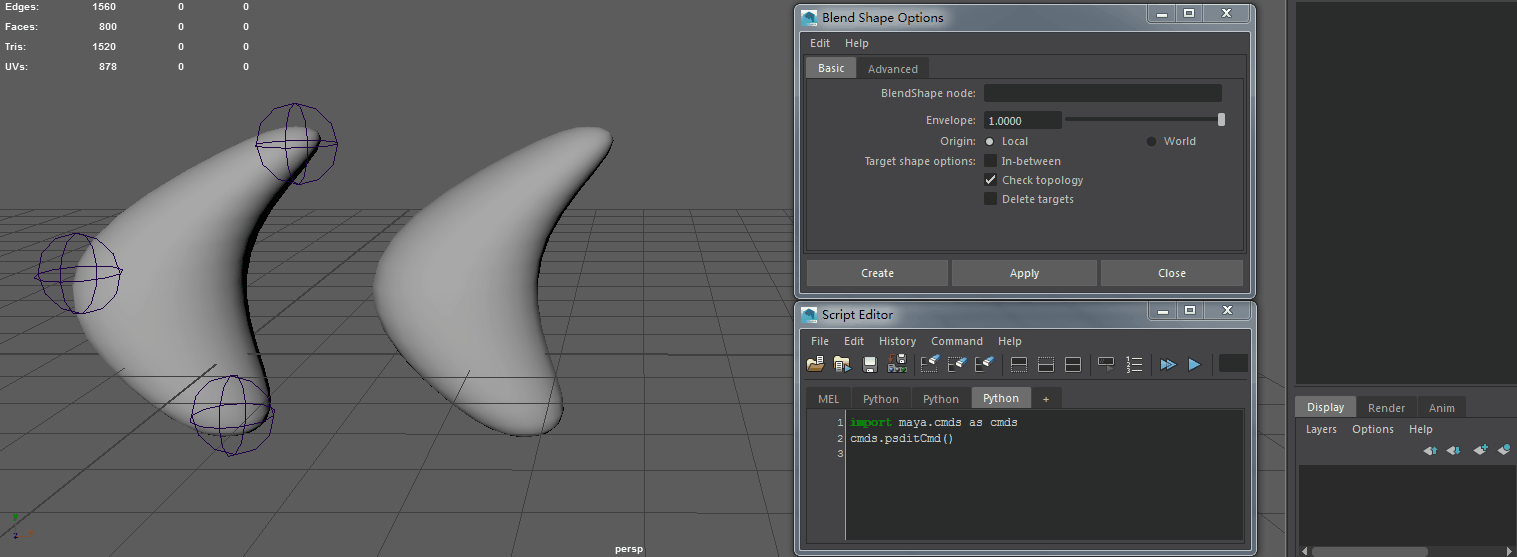 Edges: 1560 0 0
Faces: 800 0 0
Tris: 1520 0 0
UVs: 878 0 0
persp
Blend Shape Options
Edit Help
Basic Advanced
BlendShape node:
Envelope: 1.0000
Origin: Local World
Target shape options: In-between
Check topology
Delete targets
Create Apply Close
Script Editor
File Edit History Command Help
MEL Python Python Python +
1 import maya.cmds as cmds
2 cmds.psditCmd()
3
Display Render Anim
Layers Options Help